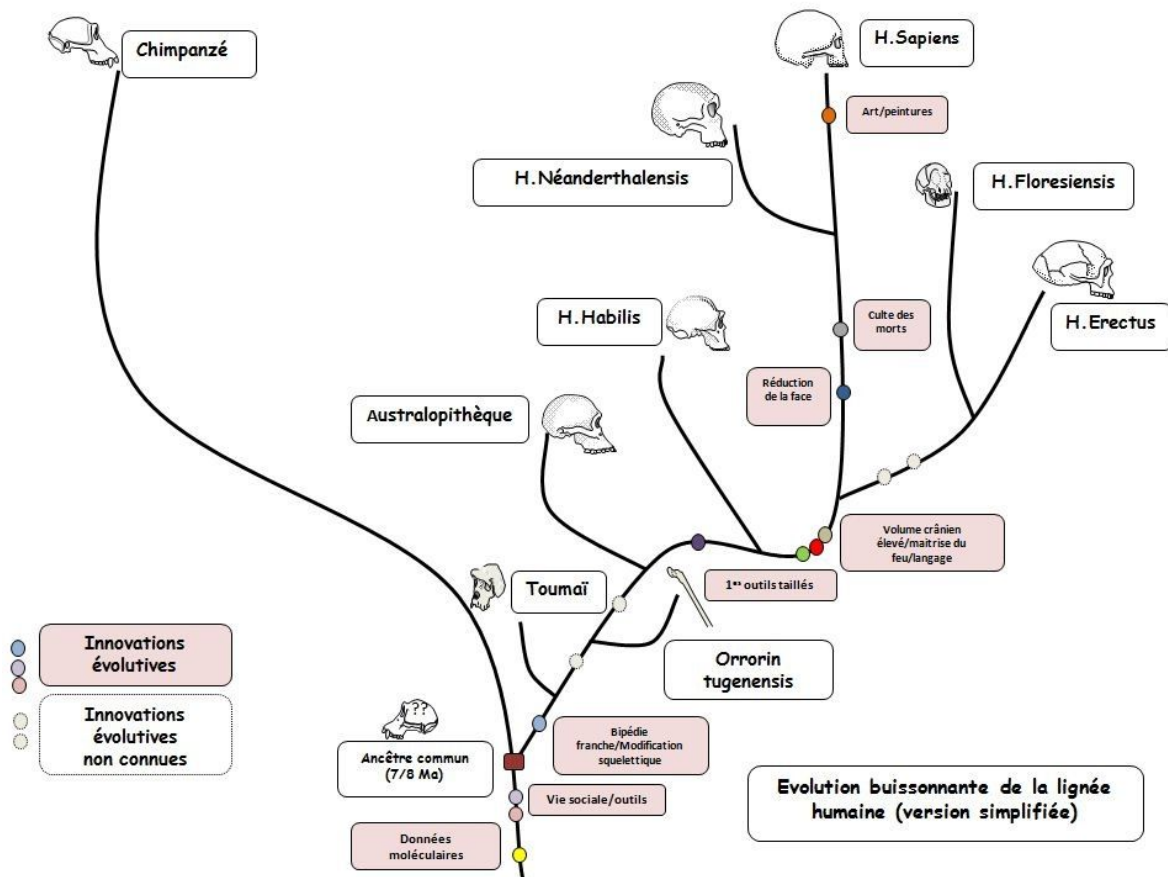 Chimpanzé
H.Sapiens
Art/peintures
H.Néanderthalensis
H.Floresiensis
H.Habilis
Culte des
morts
H.Erectus
Réduction
de la face
Australopithèque
Volume crânien
élevé/maitrise du
feu/langage
Toumaï
1ers outils taillés
Innovations
évolutives
Orrorin
tugenensis
Innovations
évolutives
non connues
??
Ancêtre commun
(7/8 Ma)
Bipédie
franche/Modification
squelettique
Vie sociale/outils
Evolution buissonnante de la lignée
humaine (version simplifiée)
Données
moléculaires